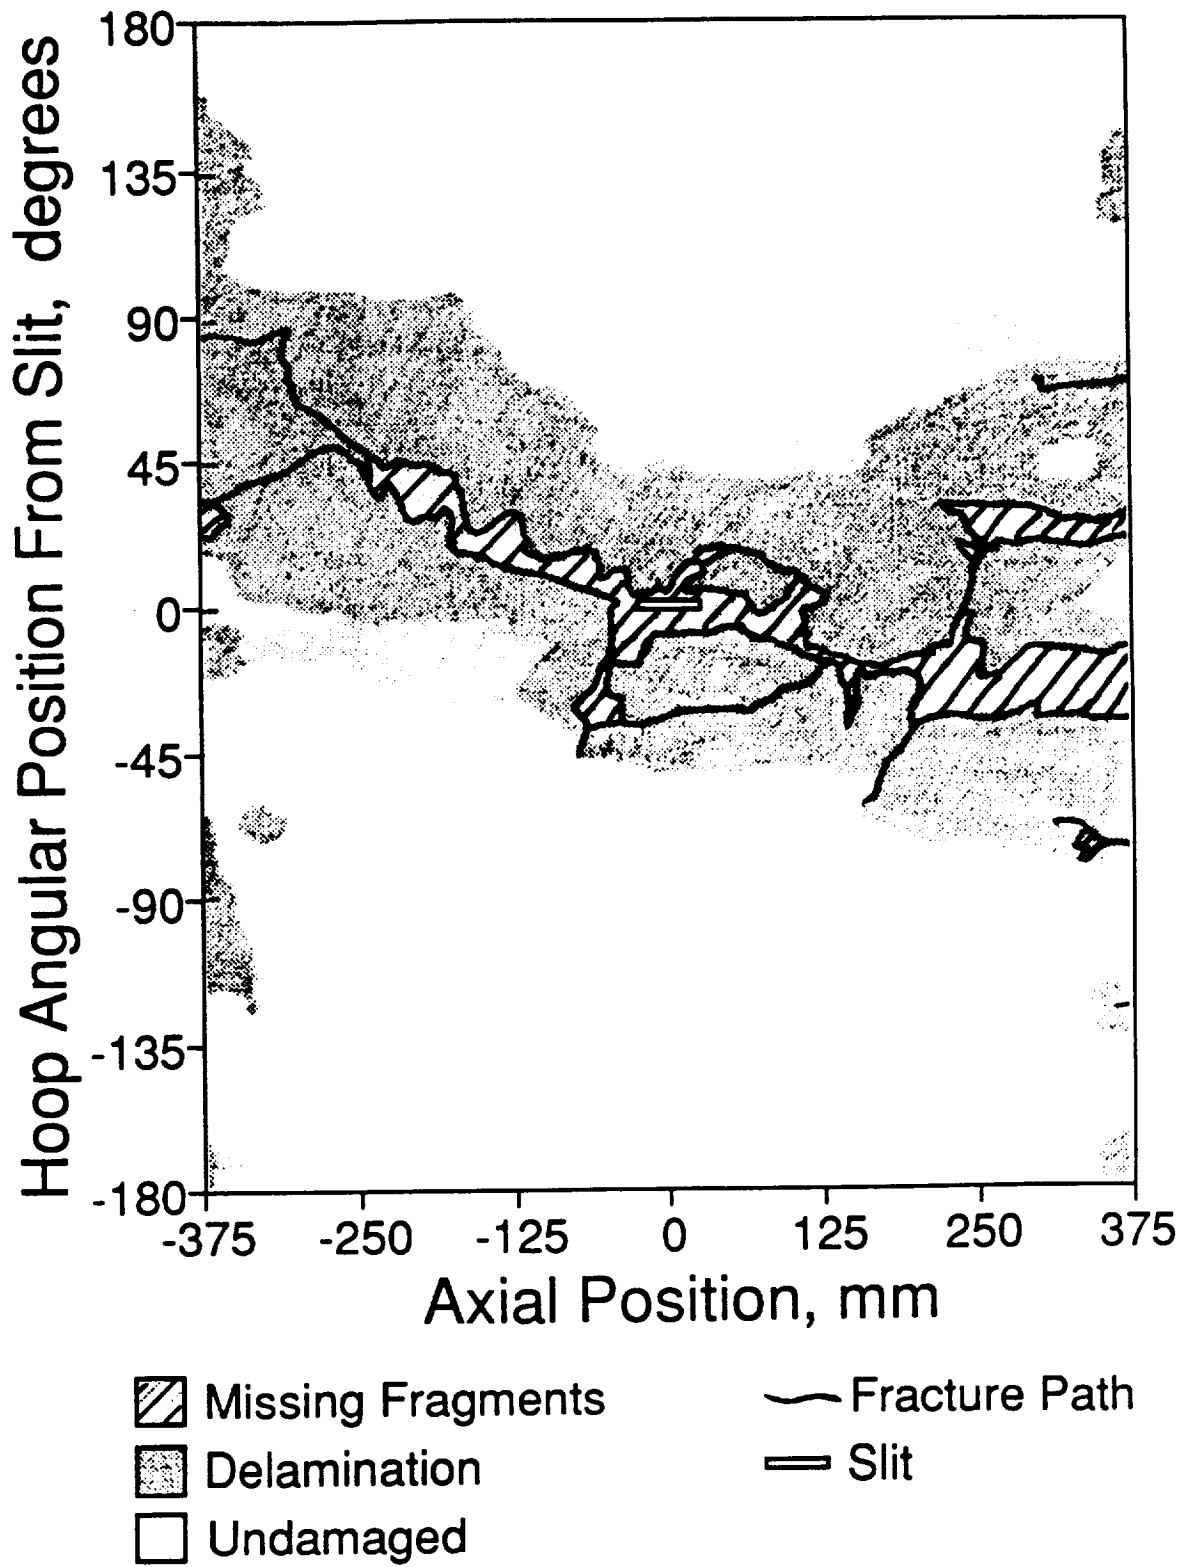 Hoop Angular Position From Slit, degrees
180
135
90
45
0
-45
-90
-135
-180
-375 -250 -125 0 125 250 375
Axial Position, mm
Missing Fragments
Fracture Path
Delamination
Slit
Undamaged